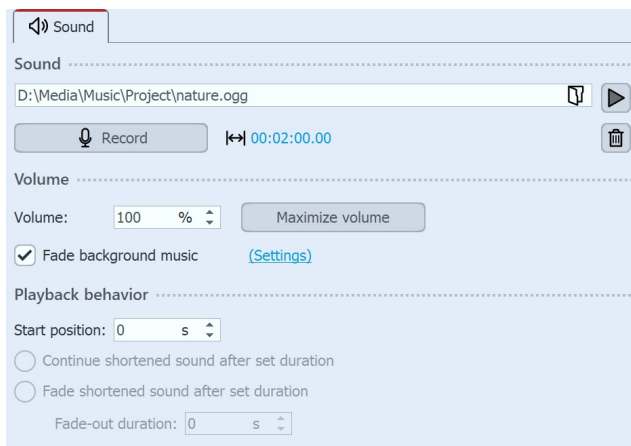 Sound
Sound
D:\Media\Music\Project\nature.ogg
Record 00:02:00.00
Volume
Volume: 100 % Maximize volume
Fade background music (Settings)
Playback behavior
Start position: 0 s
Continue shortened sound after set duration
Fade shortened sound after set duration
Fade-out duration: 0 s